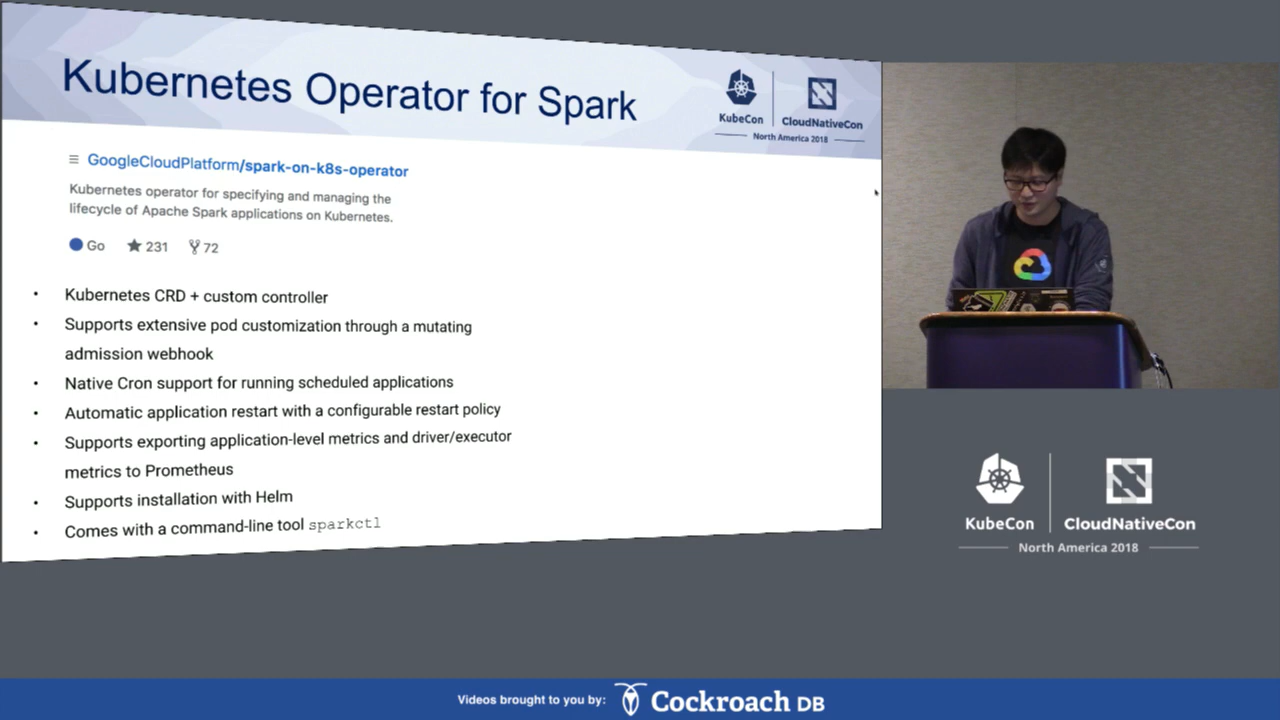 Kubernetes Operator for Spark
KubeCon
CloudNativeCon
North America 2018
GoogleCloudPlatform/spark-on-k8s-operator
Kubernetes operator for specifying and managing the
lifecycle of Apache Spark applications on Kubernetes.
Go 231 72
• Kubernetes CRD + custom controller
• Supports extensive pod customization through a mutating
admission webhook
• Native Cron support for running scheduled applications
• Automatic application restart with a configurable restart policy
• Supports exporting application-level metrics and driver/executor
metrics to Prometheus
• Supports installation with Helm
• Comes with a command-line tool sparkctl
KubeCon
CloudNativeCon
North America 2018
Videos brought to you by: Cockroach DB